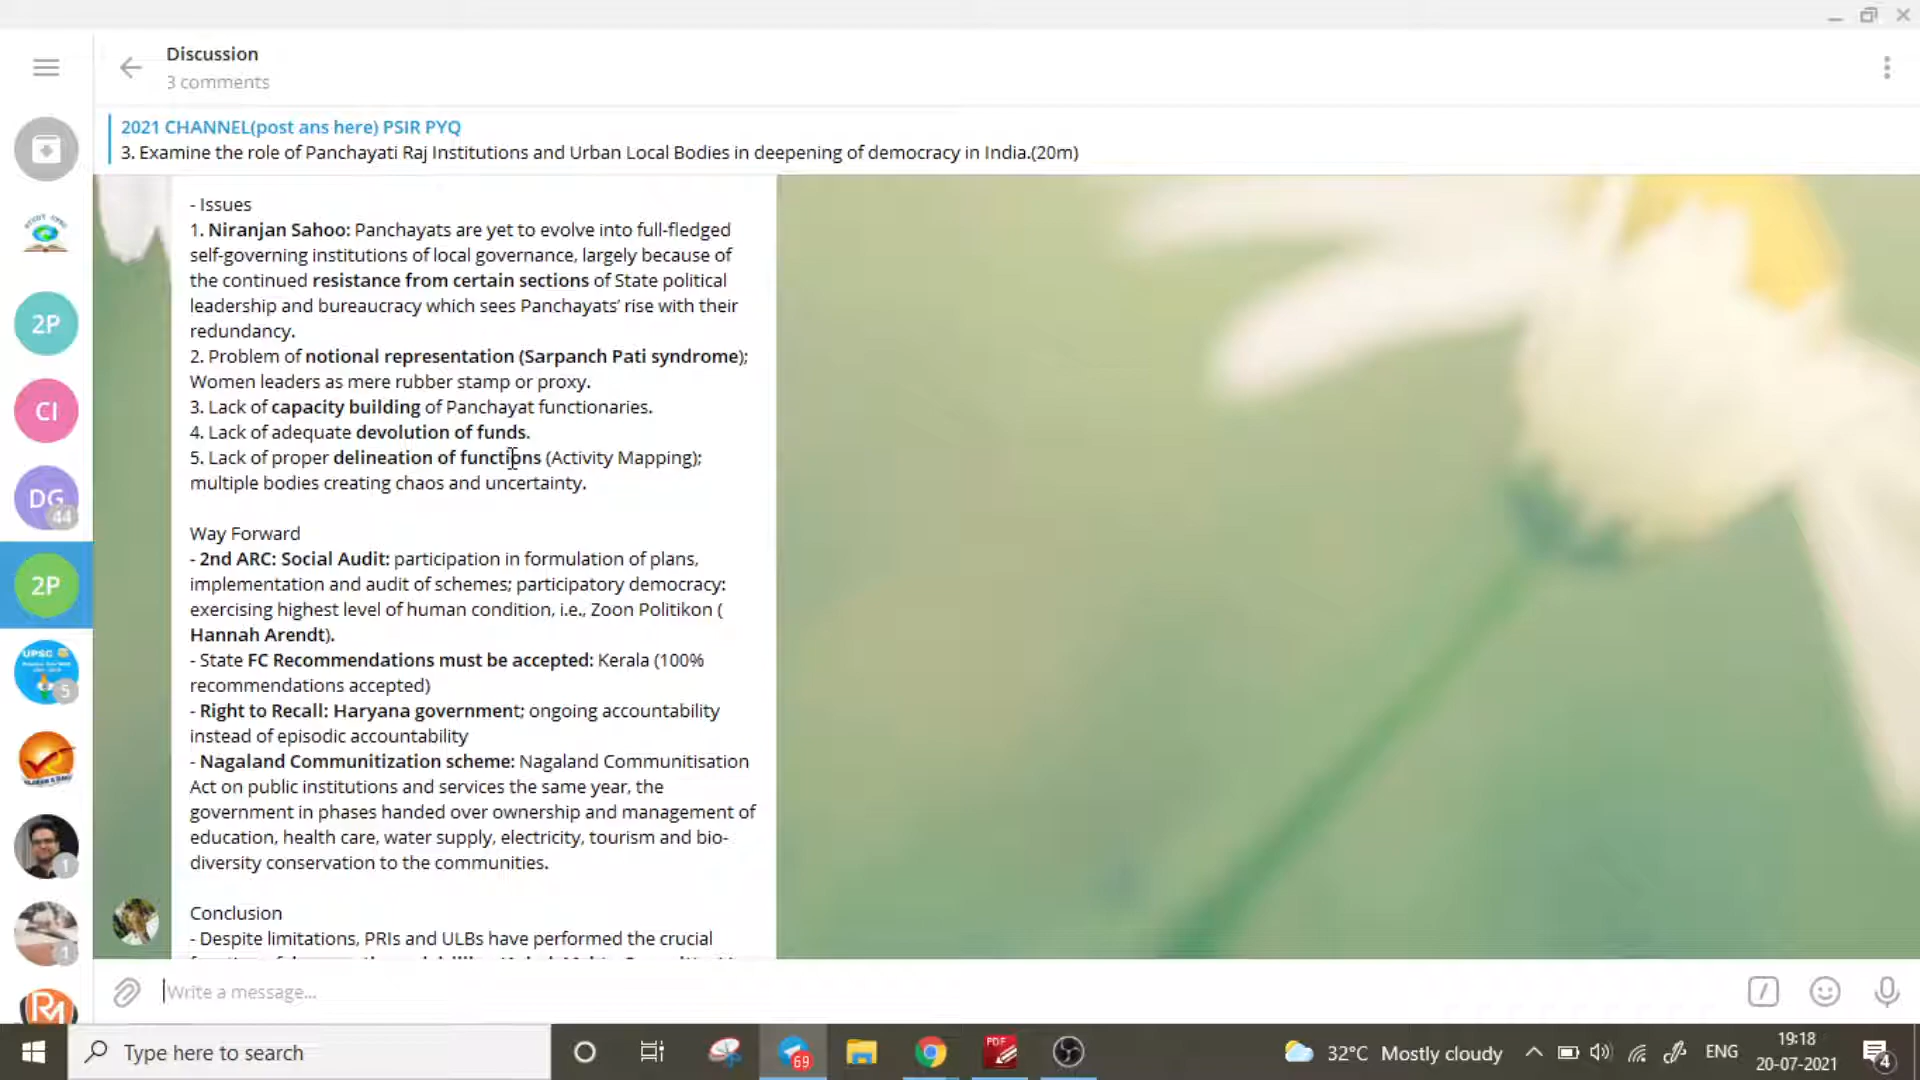 Discussion
3 comments
2021 CHANNEL(post ans here) PSIR PYQ
3. Examine the role of Panchayati Raj Institutions and Urban Local Bodies in deepening of democracy in India.(20m)
- Issues
1. Niranjan Sahoo: Panchayats are yet to evolve into full-fledged
self-governing institutions of local governance, largely because of
the continued resistance from certain sections of State political
leadership and bureaucracy which sees Panchayats’ rise with their
redundancy.
2. Problem of notional representation (Sarpanch Pati syndrome);
Women leaders as mere rubber stamp or proxy.
3. Lack of capacity building of Panchayat functionaries.
4. Lack of adequate devolution of funds.
5. Lack of proper delineation of functions (Activity Mapping);
multiple bodies creating chaos and uncertainty.
Way Forward
- 2nd ARC: Social Audit: participation in formulation of plans,
implementation and audit of schemes; participatory democracy:
exercising highest level of human condition, i.e., Zoon Politikon (
Hannah Arendt).
- State FC Recommendations must be accepted: Kerala (100%
recommendations accepted)
- Right to Recall: Haryana government; ongoing accountability
instead of episodic accountability
- Nagaland Communitization scheme: Nagaland Communitisation
Act on public institutions and services the same year, the
government in phases handed over ownership and management of
education, health care, water supply, electricity, tourism and bio-
diversity conservation to the communities.
Conclusion
- Despite limitations, PRIs and ULBs have performed the crucial
Write a message...
2P
CI
DG
44
2P
UPSC
5
1
1
Type here to search
69
PDF
32°C Mostly cloudy
ENG
19:18
20-07-2021
4